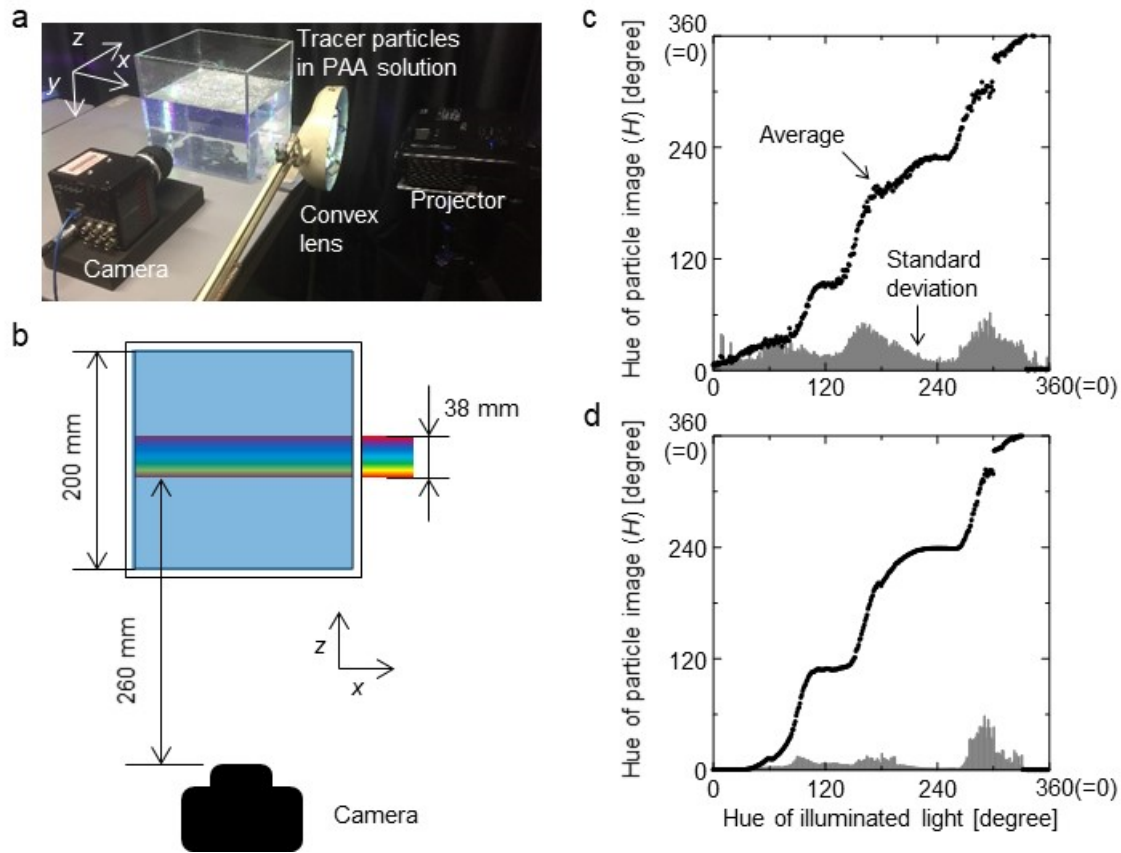 a
z
x
y
Tracer particles
in PAA solution
Projector
Convex
lens
Camera
b
200 mm
38 mm
260 mm
z
x
Camera
c
360
(=0)
240
120
0
Hue of particle image (H) [degree]
Average
Standard
deviation
0
120
240
360(=0)
d
360
(=0)
240
120
0
Hue of particle image (H) [degree]
0
120
240
360(=0)
Hue of illuminated light [degree]